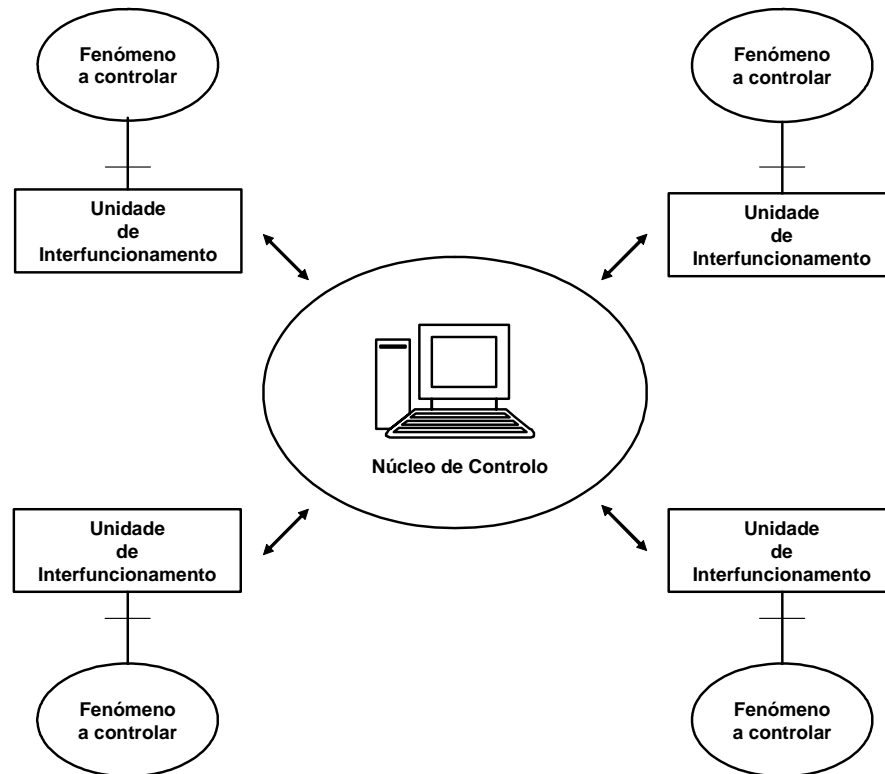 Fenómeno
a controlar
Fenómeno
a controlar
Unidade
de
Interfuncionamento
Unidade
de
Interfuncionamento
Núcleo de Controlo
Unidade
de
Interfuncionamento
Unidade
de
Interfuncionamento
Fenómeno
a controlar
Fenómeno
a controlar